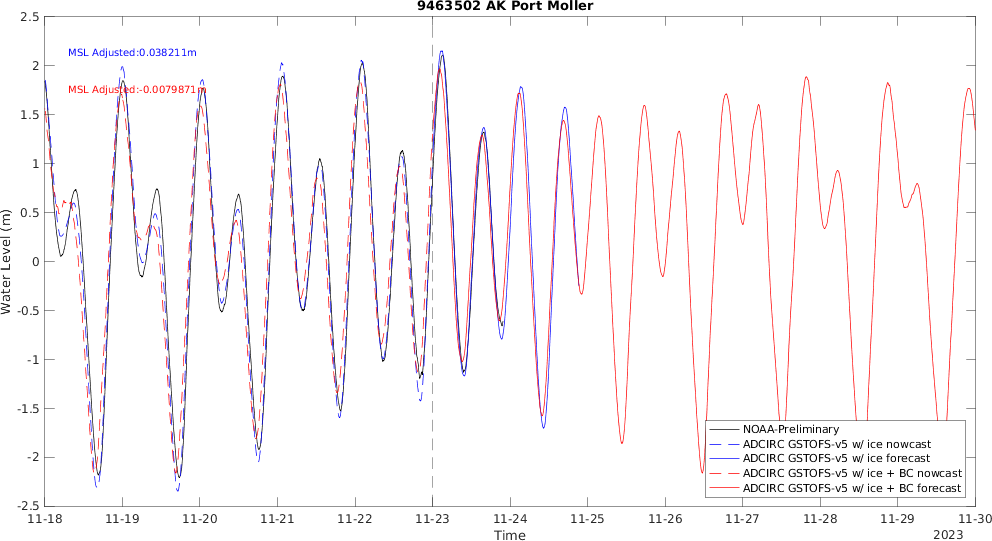 9463502 AK Port Moller
2.5
2
1.5
1
0.5
0
-0.5
-1
-1.5
-2
-2.5
Water Level (m)
MSL Adjusted:0.038211m
MSL Adjusted:-0.0079871m
NOAA-Preliminary
ADCIRC GSTOFS-v5 w/ ice nowcast
ADCIRC GSTOFS-v5 w/ ice forecast
ADCIRC GSTOFS-v5 w/ ice + BC nowcast
ADCIRC GSTOFS-v5 w/ ice + BC forecast
11-18 11-19 11-20 11-21 11-22 11-23 11-24 11-25 11-26 11-27 11-28 11-29 11-30
Time
2023